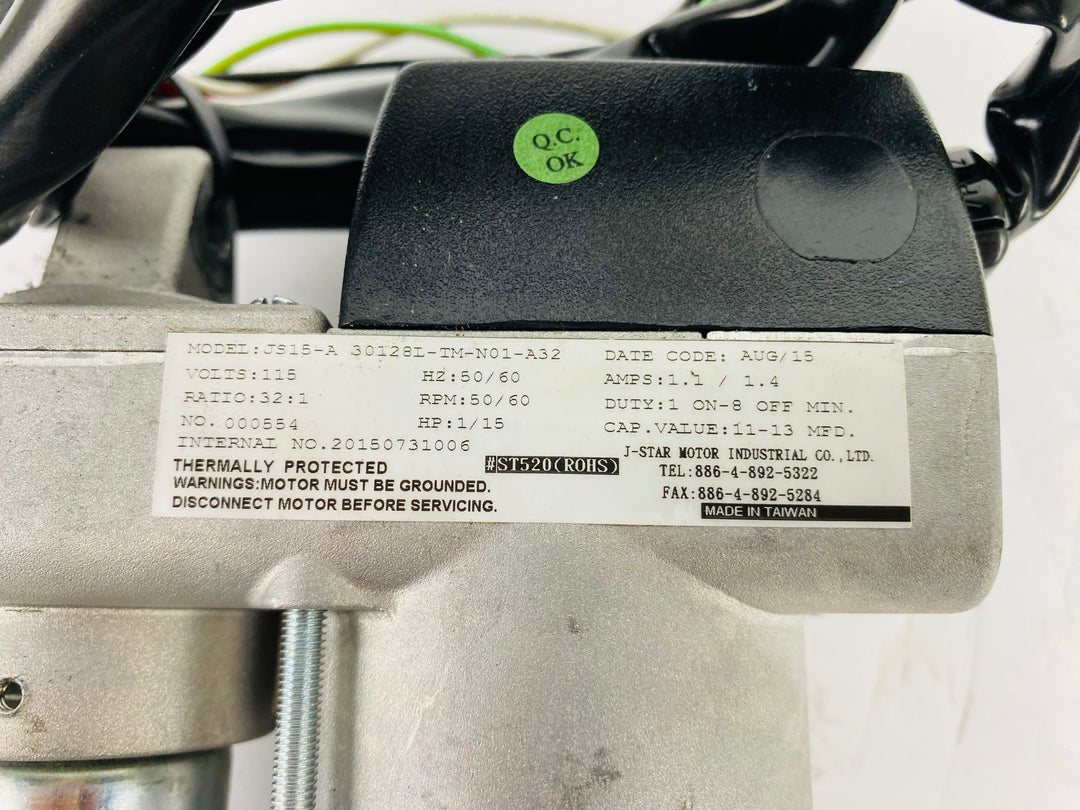 Q.C.
OK
MODEL:JS15-A 30128L-TM-N01-A32 DATE CODE: AUG/15
VOLTS:115 HZ:50/60 AMPS:1.1 / 1.4
RATIO:32:1 RPM:50/60 DUTY:1 ON-8 OFF MIN.
NO. 000554 HP:1/15 CAP.VALUE:11-13 MFD.
INTERNAL NO.20150731006 J-STAR MOTOR INDUSTRIAL CO.,LTD.
THERMALLY PROTECTED #ST520(ROHS) TEL:886-4-892-5322
WARNINGS:MOTOR MUST BE GROUNDED. FAX:886-4-892-5284
DISCONNECT MOTOR BEFORE SERVICING. MADE IN TAIWAN